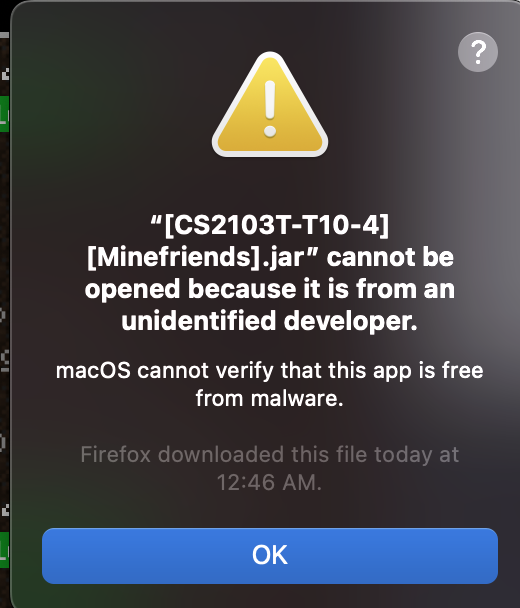 ?
“[CS2103T-T10-4]
[Minefriends].jar” cannot be
opened because it is from an
unidentified developer.
macOS cannot verify that this app is free
from malware.
Firefox downloaded this file today at
12:46 AM.
OK